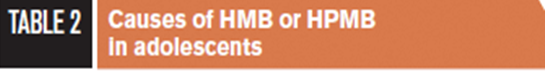 TABLE 2
Causes of HMB or HPMB
in adolescents